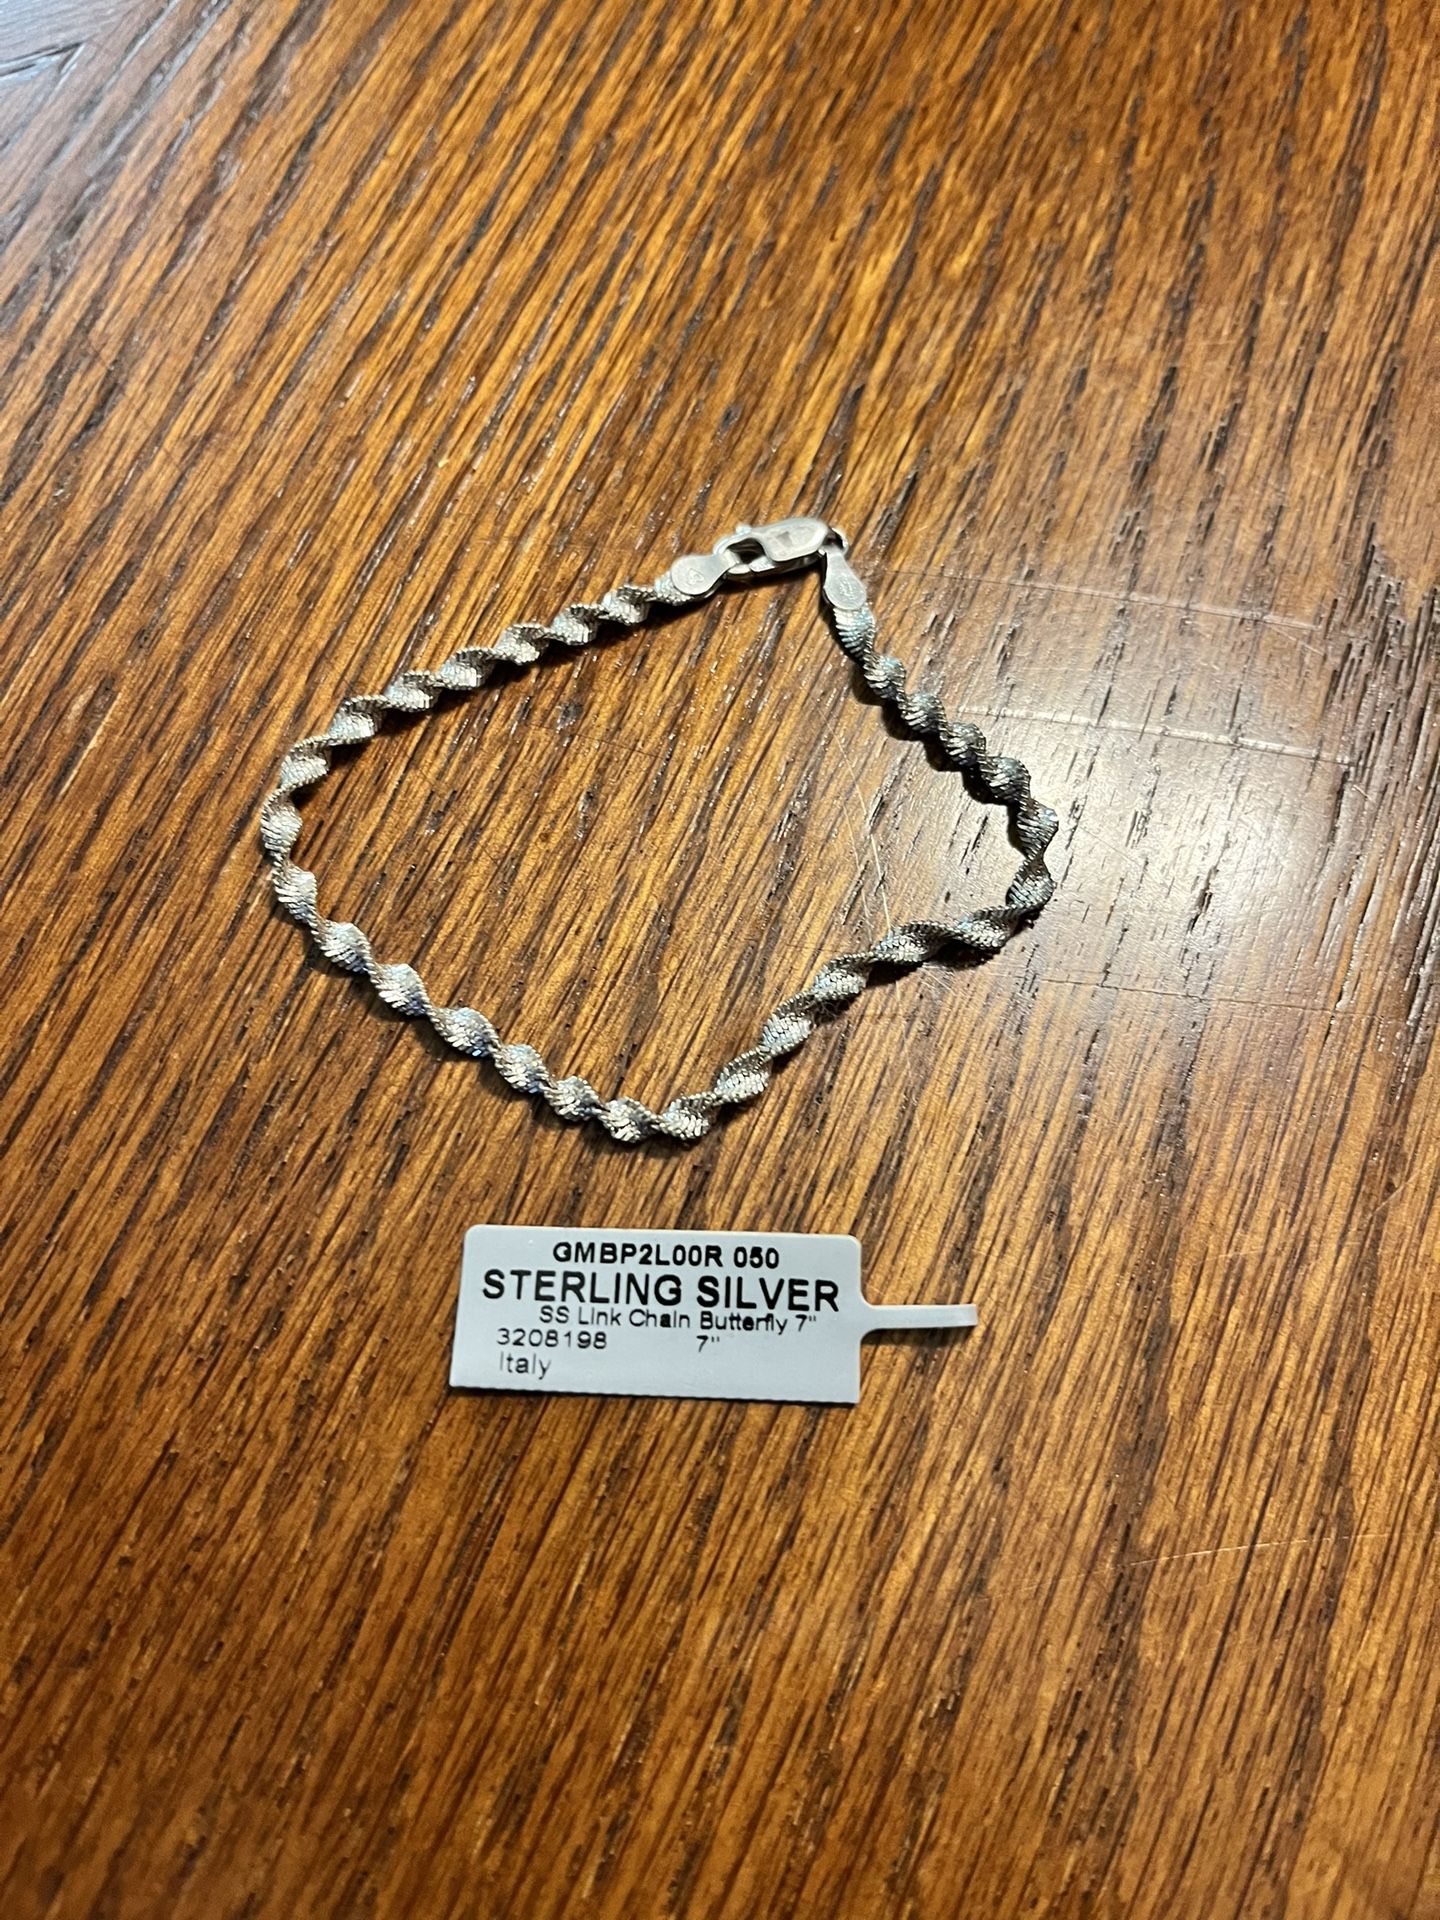 GMBP2L00R 050
STERLING SILVER
SS Link Chain Butterfly 7"
3208198 7"
Italy